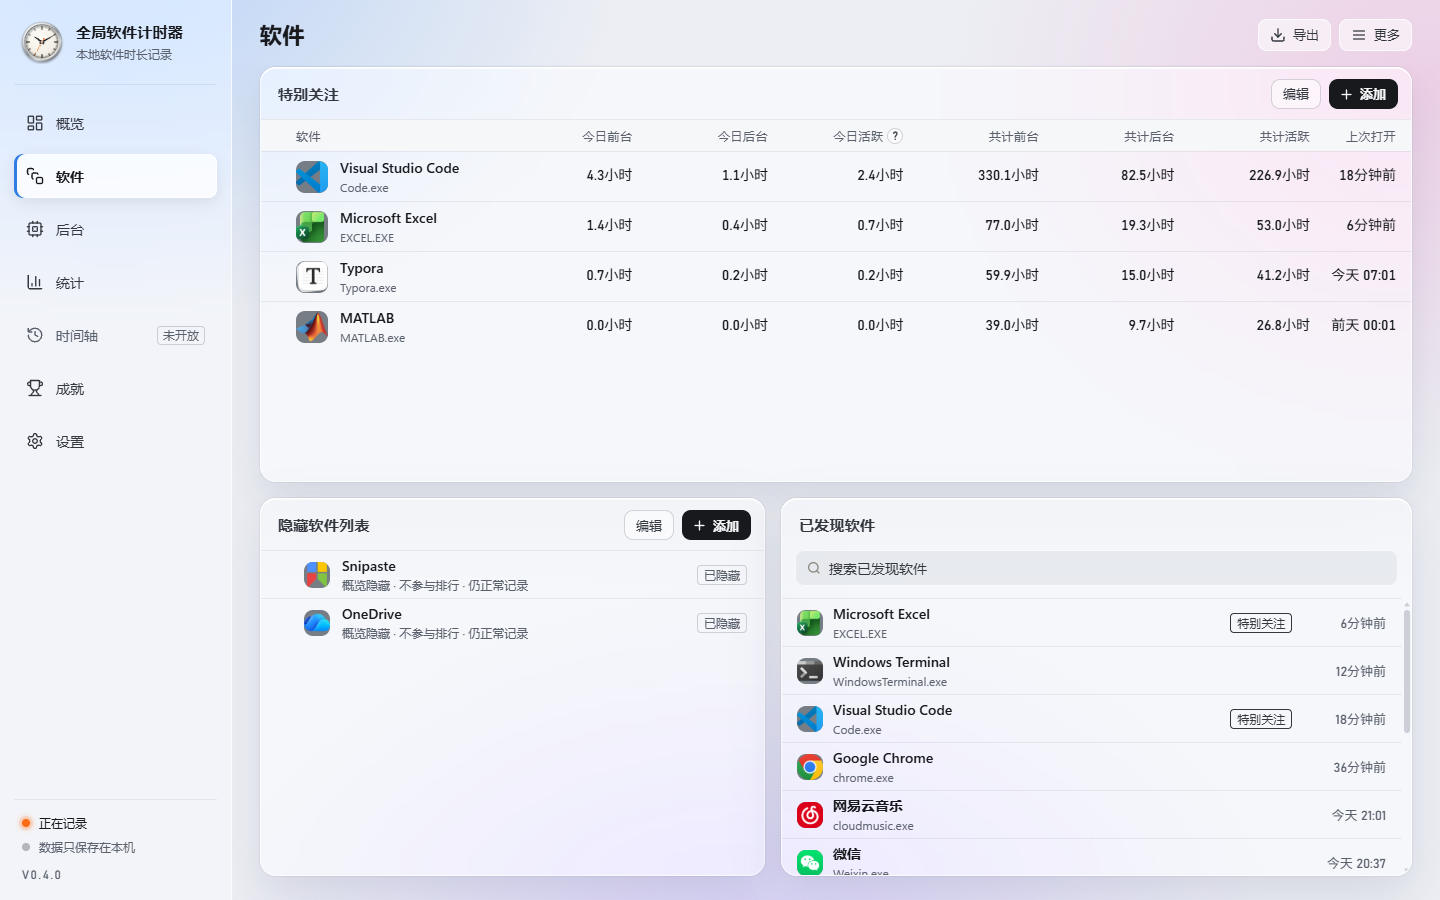 全局软件计时器
本地软件时长记录
概览
软件
后台
统计
时间轴 未开放
成就
设置
正在记录
数据只保存在本机
V0.4.0
软件
导出 更多
特别关注
编辑 + 添加
软件 今日前台 今日后台 今日活跃 ? 共计前台 共计后台 共计活跃 上次打开
Visual Studio Code
Code.exe
4.3小时 1.1小时 2.4小时 330.1小时 82.5小时 226.9小时 18分钟前
Microsoft Excel
EXCEL.EXE
1.4小时 0.4小时 0.7小时 77.0小时 19.3小时 53.0小时 6分钟前
Typora
Typora.exe
0.7小时 0.2小时 0.2小时 59.9小时 15.0小时 41.2小时 今天 07:01
MATLAB
MATLAB.exe
0.0小时 0.0小时 0.0小时 39.0小时 9.7小时 26.8小时 前天 00:01
隐藏软件列表
编辑 + 添加
Snipaste
概览隐藏 · 不参与排行 · 仍正常记录
已隐藏
OneDrive
概览隐藏 · 不参与排行 · 仍正常记录
已隐藏
已发现软件
搜索已发现软件
Microsoft Excel
EXCEL.EXE
特别关注 6分钟前
Windows Terminal
WindowsTerminal.exe
12分钟前
Visual Studio Code
Code.exe
特别关注 18分钟前
Google Chrome
chrome.exe
36分钟前
网易云音乐
cloudmusic.exe
今天 21:01
微信
Weixin.exe
今天 20:37